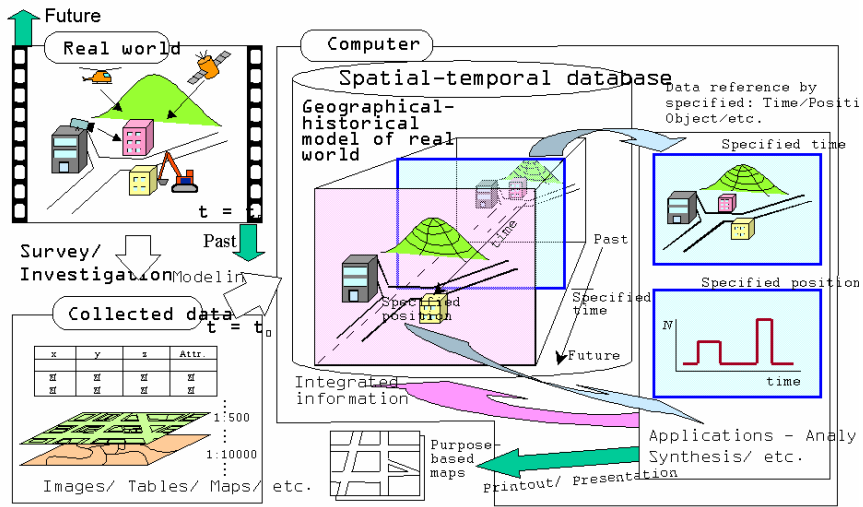 Future
Real world
t = t
Past
Survey/
Investigation
Modelin
Collected data
t = t0
x y z Attr.
1:500
1:10000
Images/ Tables/ Maps/ etc.
Computer
Spatial-temporal database
Geographical-
historical
model of real
world
time
Past
Specified
time
Future
Specified
position
Integrated
information
Data reference by
specified: Time/Positi
Object/etc.
Specified time
Specified position
N
time
Applications - Analy
Synthesis/ etc.
Purpose-
based
maps
Printout/ Presentation